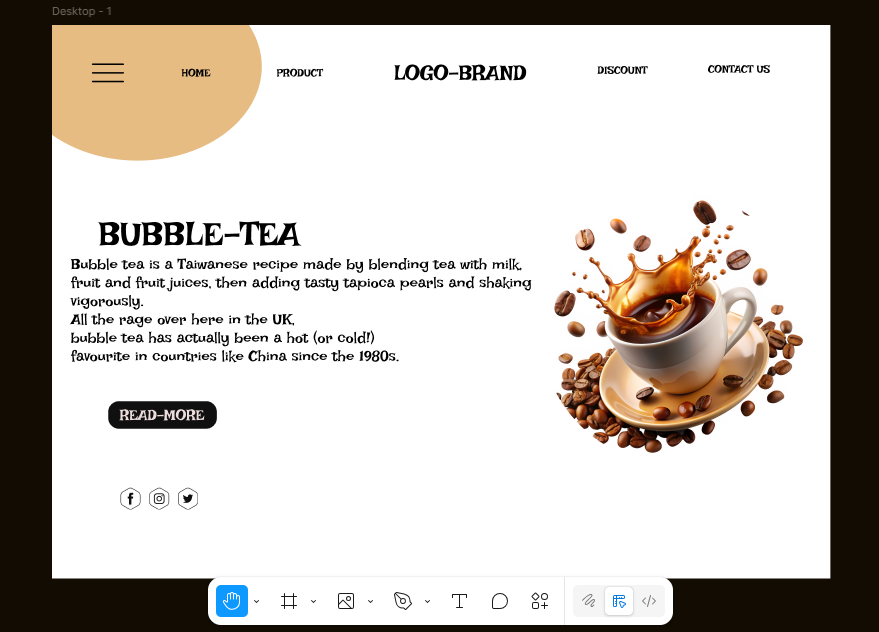 Desktop - 1
HOME
PRODUCT
LOGO-BRAND
DISCOUNT
CONTACT US
BUBBLE-TEA
Bubble tea is a Taiwanese recipe made by blending tea with milk,
fruit and fruit juices, then adding tasty tapioca pearls and shaking
vigorously.
All the rage over here in the UK,
bubble tea has actually been a hot (or cold!)
favourite in countries like China since the 1980s.
READ-MORE